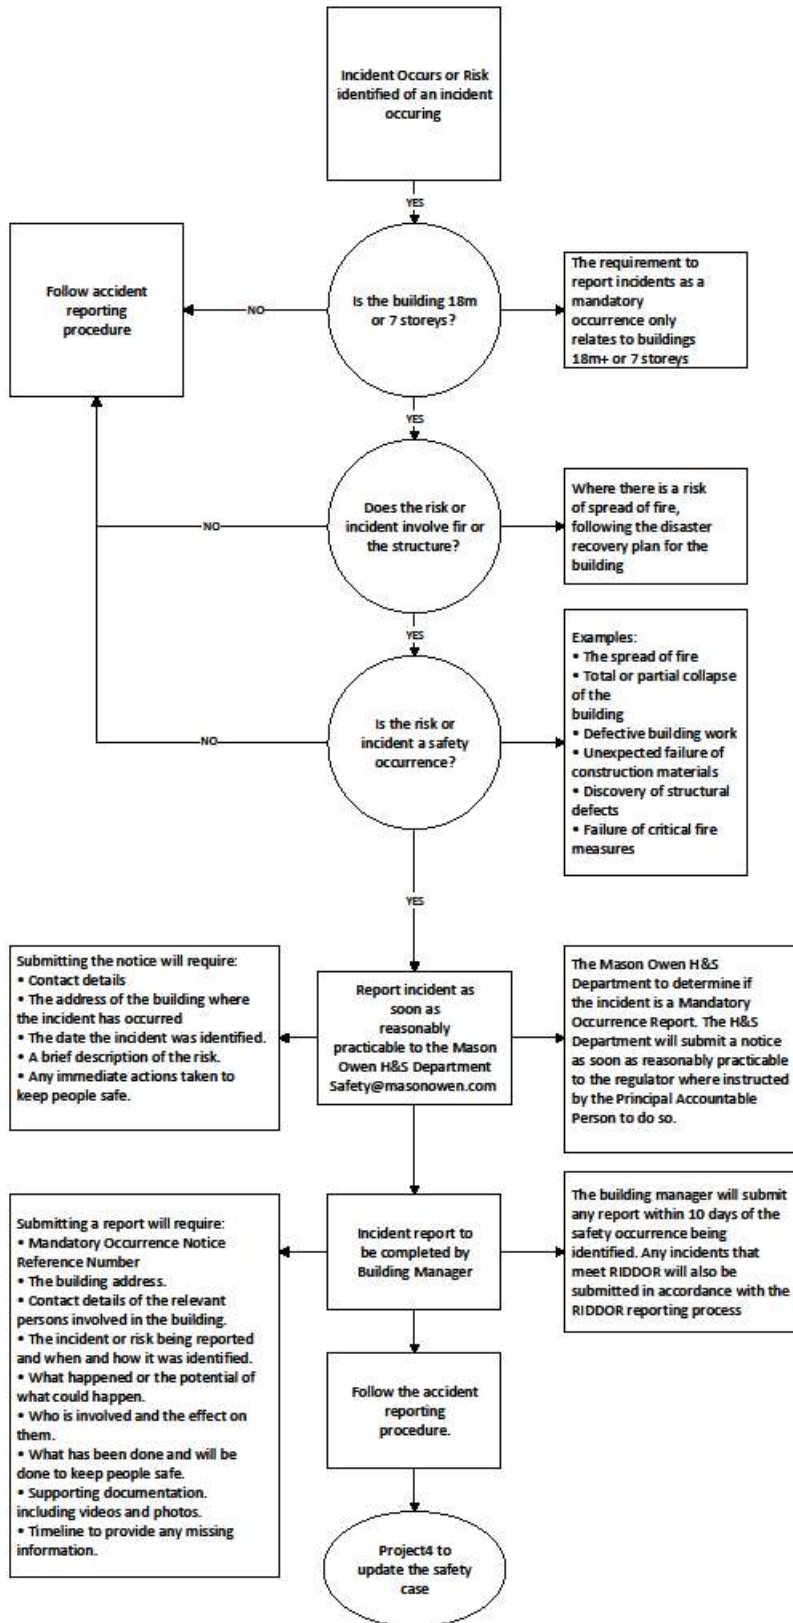 Incident Occurs or Risk
identified of an incident
occuring
YES
Follow accident
reporting
procedure
NO
Is the building 18m
or 7 storeys?
The requirement to
report incidents as a
mandatory
occurrence only
relates to buildings
18m+ or 7 storeys
YES
NO
Does the risk or
incident involve fir or
the structure?
Where there is a risk
of spread of fire,
following the disaster
recovery plan for the
building
YES
NO
Is the risk or
incident a safety
occurrence?
Examples:
• The spread of fire
• Total or partial collapse
of the
building
• Defective building work
• Unexpected failure of
construction materials
• Discovery of structural
defects
• Failure of critical fire
measures
YES
Submitting the notice will require:
• Contact details
• The address of the building where
the incident has occurred
• The date the incident was identified.
• A brief description of the risk.
• Any immediate actions taken to
keep people safe.
Report incident as
soon as
reasonably
practicable to the Mason
Owen H&S Department
Safety@masonowen.com
The Mason Owen H&S
Department to determine if
the incident is a Mandatory
Occurrence Report. The H&S
Department will submit a notice
as soon as reasonably practicable
to the regulator where instructed
by the Principal Accountable
Person to do so.
Submitting a report will require:
• Mandatory Occurrence Notice
Reference Number
• The building address.
• Contact details of the relevant
persons involved in the building.
• The incident or risk being reported
and when and how it was identified.
• What happened or the potential of
what could happen.
• Who is involved and the effect on
them.
• What has been done and will be
done to keep people safe.
• Supporting documentation.
including videos and photos.
• Timeline to provide any missing
information.
Incident report to
be completed by
Building Manager
The building manager will submit
any report within 10 days of the
safety occurrence being
identified. Any incidents that
meet RIDDOR will also be
submitted in accordance with the
RIDDOR reporting process
Follow the accident
reporting
procedure.
Project4 to
update the safety
case